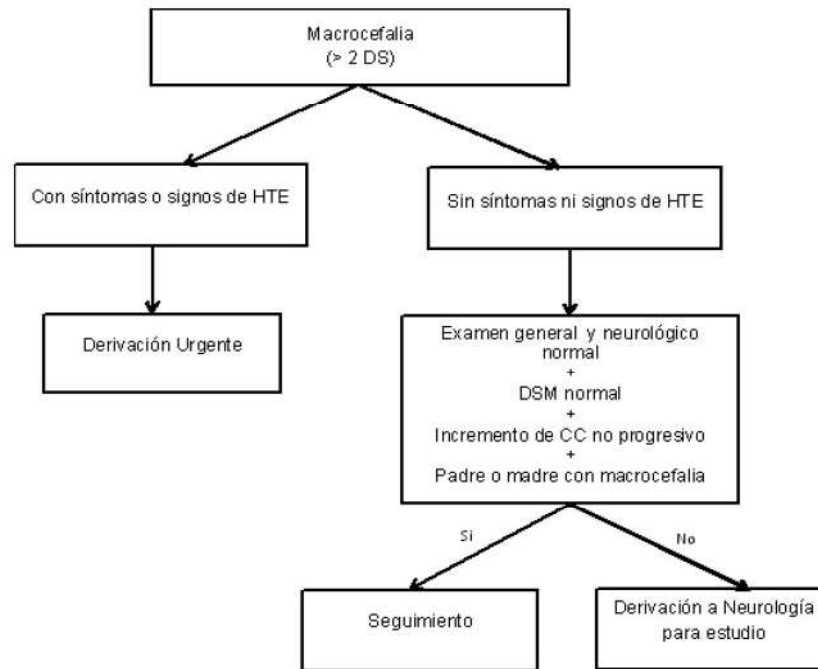 Macrocefalia
(> 2 DS)
Con síntomas o signos de HTE
Sin síntomas ni signos de HTE
Derivación Urgente
Examen general y neurológico
normal
+
DSM normal
+
Incremento de CC no progresivo
+
Padre o madre con macrocefalia
Si
No
Seguimiento
Derivación a Neurología
para estudio